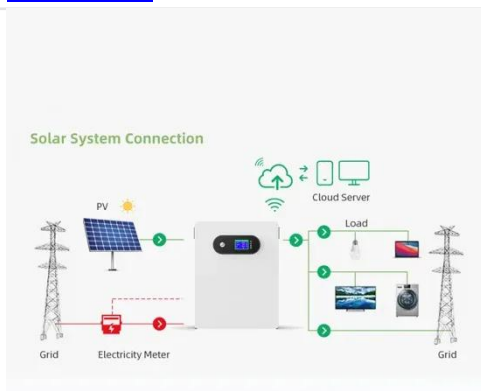 Solar System Connection
Cloud Server
PV
Load
Grid
Electricity Meter
Grid